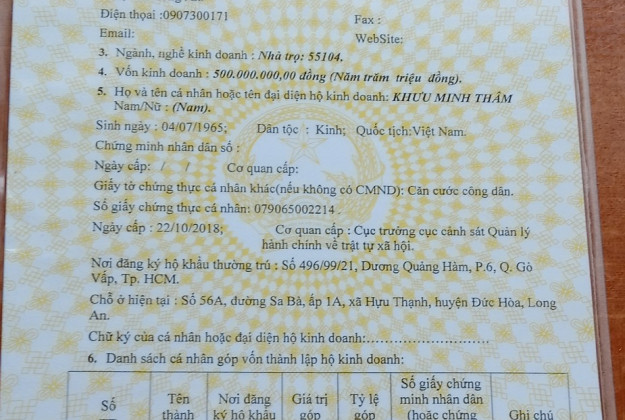 Điện thoại :0907300171 Fax :
Email: WebSite:
3. Ngành, nghề kinh doanh : Nhà trọ: 55104.
4. Vốn kinh doanh : 500.000.000,00 đồng (Năm trăm triệu đồng).
5. Họ và tên cá nhân hoặc tên đại diện hộ kinh doanh: KHƯU MINH THÂM
Nam/Nữ : (Nam).
Sinh ngày : 04/07/1965; Dân tộc : Kinh; Quốc tịch:Việt Nam.
Chứng minh nhân dân số :
Ngày cấp: / / Cơ quan cấp:
Giấy tờ chứng thực cá nhân khác(nếu không có CMND): Căn cước công dân.
Số giấy chứng thực cá nhân: 079065002214 .
Ngày cấp : 22/10/2018; Cơ quan cấp : Cục trưởng cục cảnh sát Quản lý
hành chính về trật tự xã hội.
Nơi đăng ký hộ khẩu thường trú : Số 496/99/21, Dương Quảng Hàm, P.6, Q. Gò
Vấp, Tp. HCM.
Chỗ ở hiện tại : Số 56A, đường Sa Bà, ấp 1A, xã Hựu Thạnh, huyện Đức Hòa, Long
An.
Chữ ký của cá nhân hoặc đại diện hộ kinh doanh:..............................
6. Danh sách cá nhân góp vốn thành lập hộ kinh doanh:
Số giấy chứng
Tên Nơi đăng Giá trị Tỷ lệ minh nhân dân
Số thành ký hộ khẩu góp góp (hoặc chứng Ghi chú